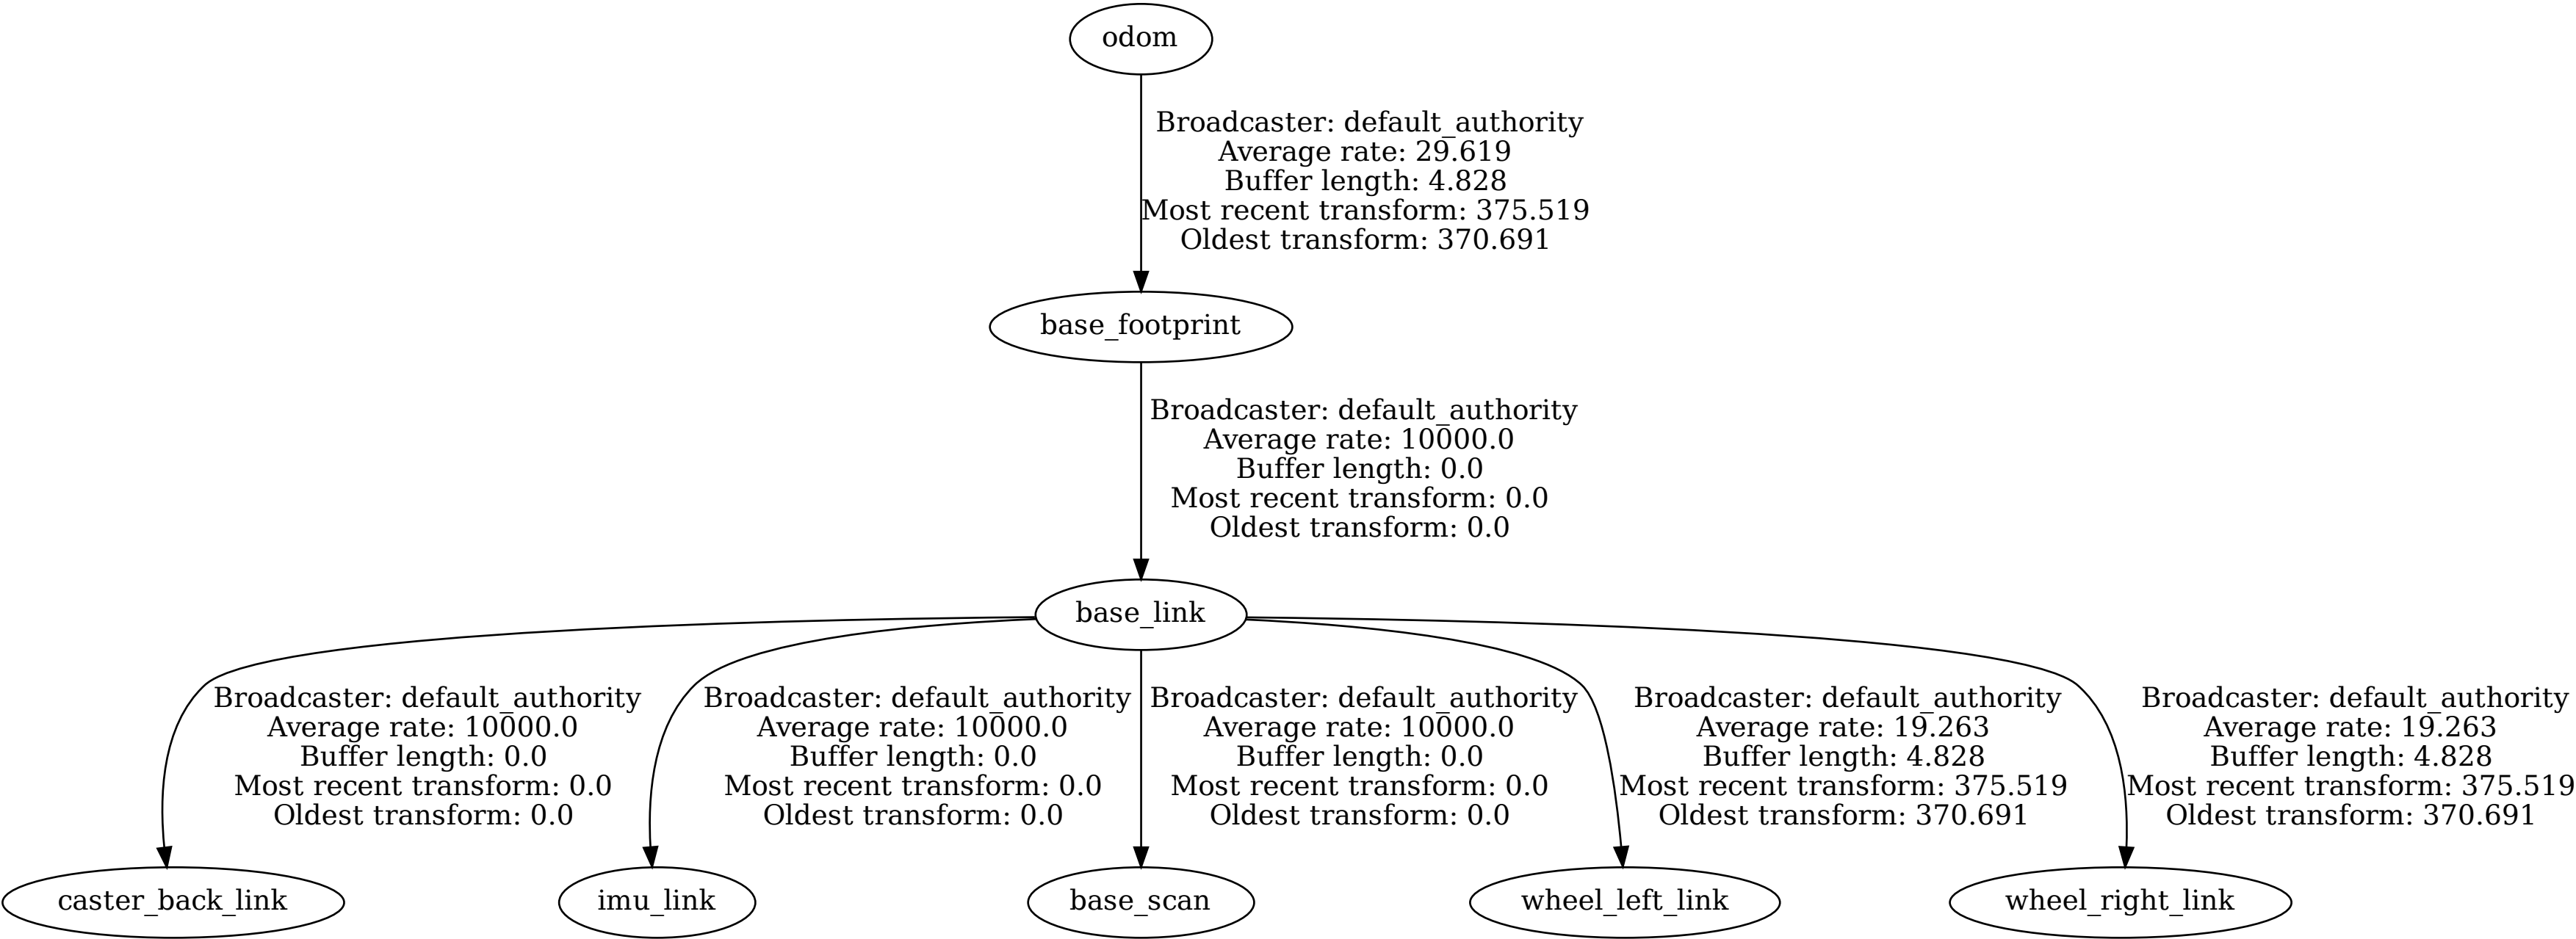 odom
Broadcaster: default_authority
Average rate: 29.619
Buffer length: 4.828
Most recent transform: 375.519
Oldest transform: 370.691
base_footprint
Broadcaster: default_authority
Average rate: 10000.0
Buffer length: 0.0
Most recent transform: 0.0
Oldest transform: 0.0
base_link
Broadcaster: default_authority
Average rate: 10000.0
Buffer length: 0.0
Most recent transform: 0.0
Oldest transform: 0.0
Broadcaster: default_authority
Average rate: 10000.0
Buffer length: 0.0
Most recent transform: 0.0
Oldest transform: 0.0
Broadcaster: default_authority
Average rate: 10000.0
Buffer length: 0.0
Most recent transform: 0.0
Oldest transform: 0.0
Broadcaster: default_authority
Average rate: 19.263
Buffer length: 4.828
Most recent transform: 375.519
Oldest transform: 370.691
Broadcaster: default_authority
Average rate: 19.263
Buffer length: 4.828
Most recent transform: 375.519
Oldest transform: 370.691
caster_back_link
imu_link
base_scan
wheel_left_link
wheel_right_link